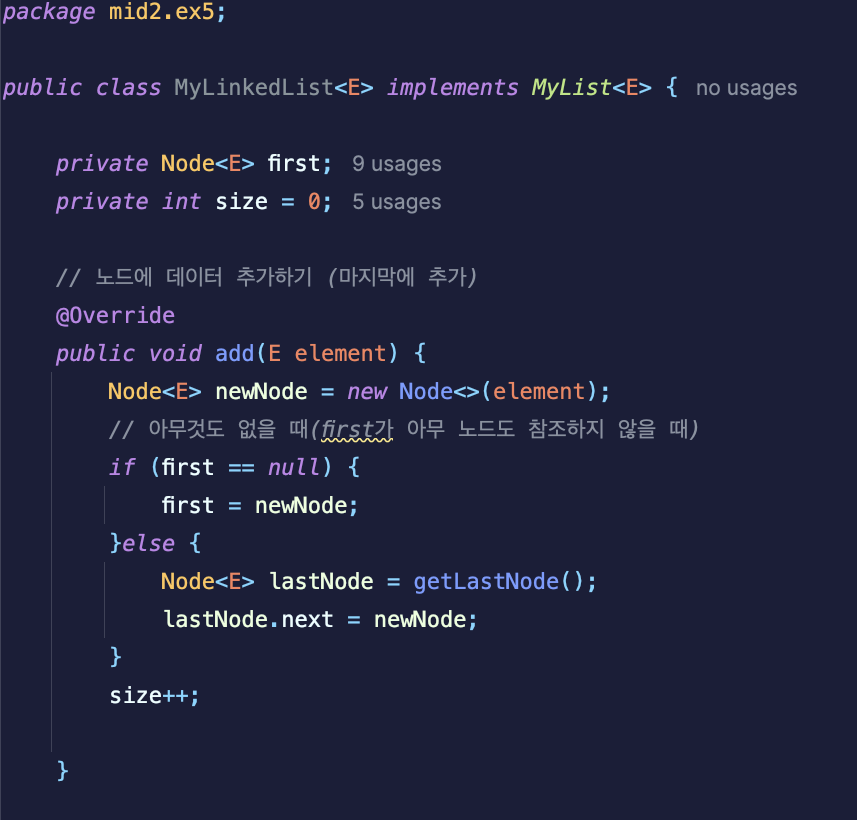 package mid2.ex5;
public class MyLinkedList<E> implements MyList<E> { no usages
private Node<E> first; 9 usages
private int size = 0; 5 usages
// 노드에 데이터 추가하기 (마지막에 추가)
@Override
public void add(E element) {
Node<E> newNode = new Node<>(element);
// 아무것도 없을 때(first가 아무 노드도 참조하지 않을 때)
if (first == null) {
first = newNode;
}else {
Node<E> lastNode = getLastNode();
lastNode.next = newNode;
}
size++;
}